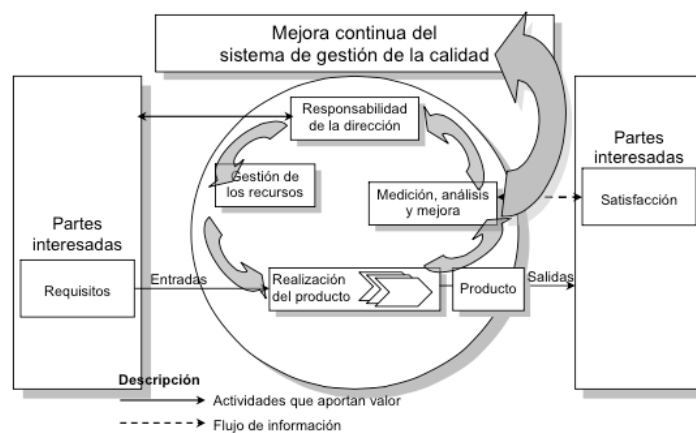 Mejora continua del
sistema de gestión de la calidad
Responsabilidad
de la dirección
Gestión de
los recursos
Medición, análisis
y mejora
Partes
interesadas
Satisfacción
Partes
interesadas
Requisitos
Entradas
Realización
del producto
Producto
Salidas
Descripción
Actividades que aportan valor
Flujo de información